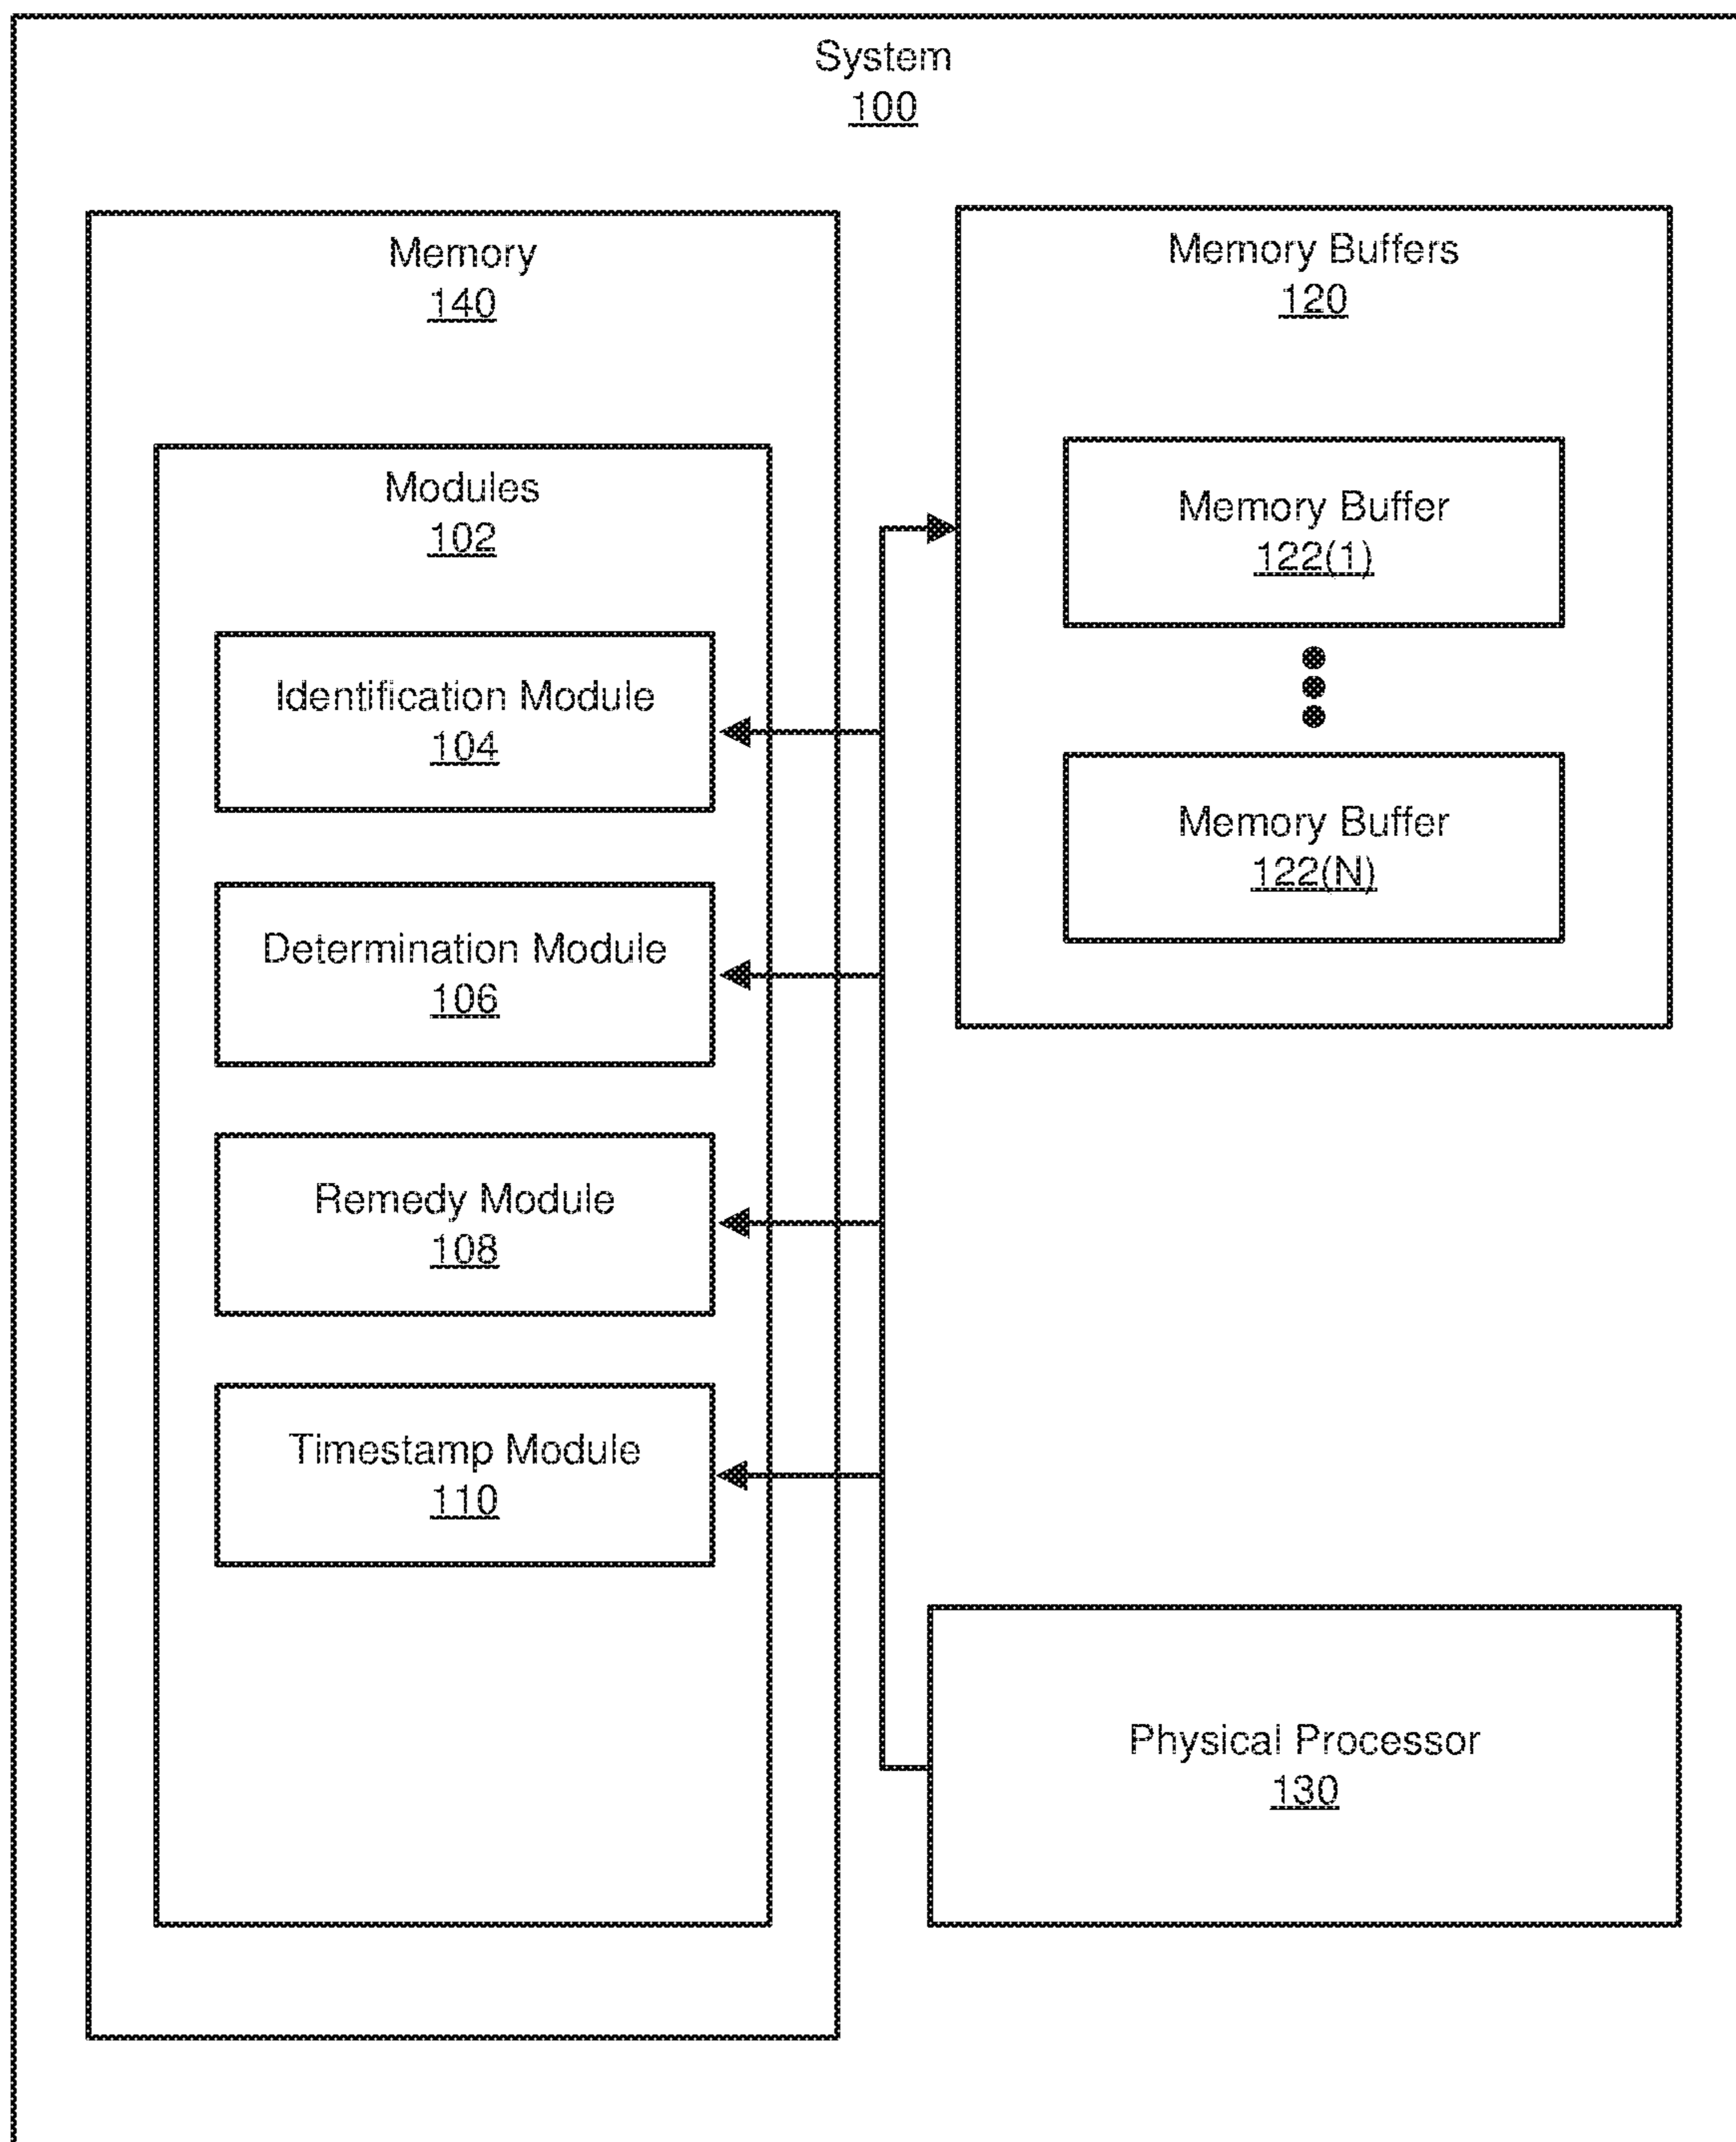 System
100
Memory
140
Modules
102
Identification Module
104
Determination Module
106
Remedy Module
108
Timestamp Module
110
Memory Buffers
120
Memory Buffer
122(1)
Memory Buffer
122(N)
Physical Processor
130